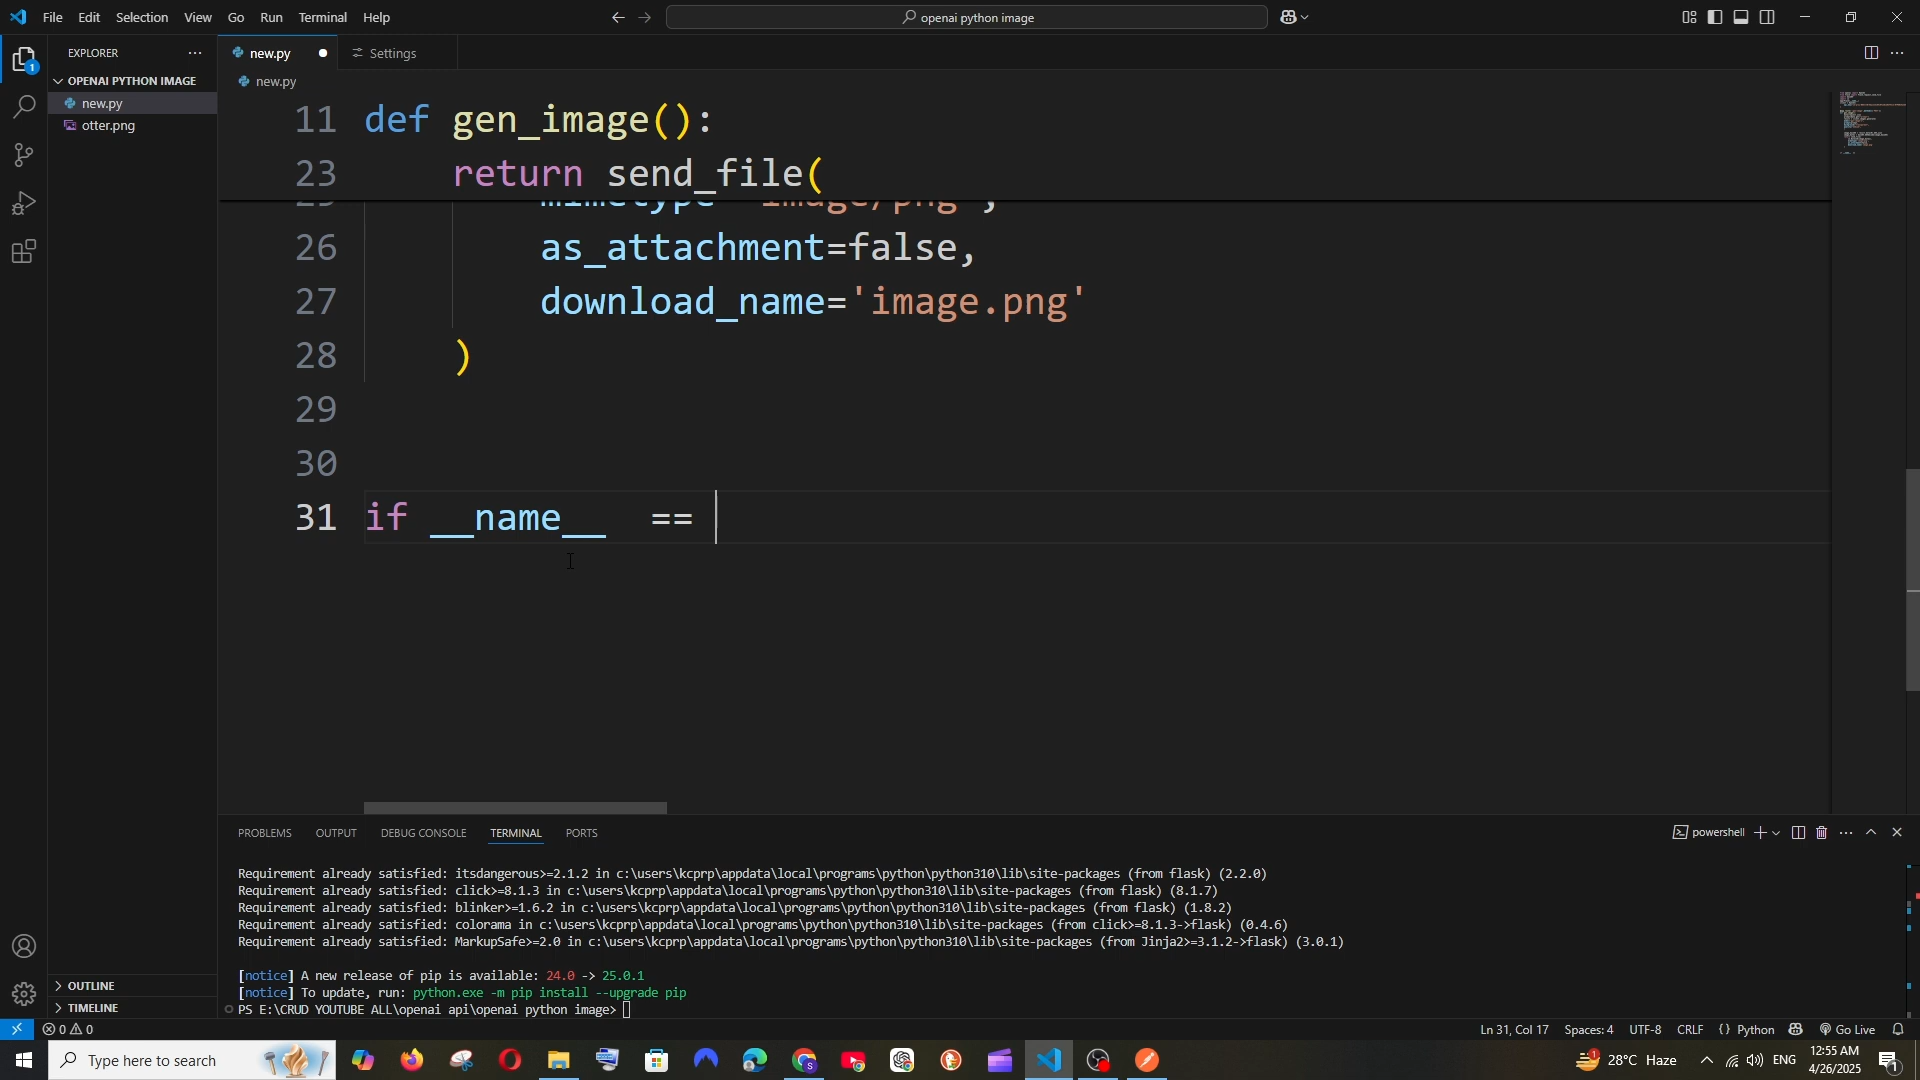 File Edit Selection View Go Run Terminal Help
openai python image
EXPLORER
OPENAI PYTHON IMAGE
new.py
otter.png
OUTLINE
TIMELINE
1
new.py
Settings
new.py
11 def gen_image():
23 return send_file(
26 as_attachment=false,
27 download_name='image.png'
28 )
29
30
31 if __name__  ==
PROBLEMS OUTPUT DEBUG CONSOLE TERMINAL PORTS
powershell
Requirement already satisfied: itsdangerous>=2.1.2 in c:\users\kcprp\appdata\local\programs\python\python310\lib\site-packages (from flask) (2.2.0)
Requirement already satisfied: click>=8.1.3 in c:\users\kcprp\appdata\local\programs\python\python310\lib\site-packages (from flask) (8.1.7)
Requirement already satisfied: blinker>=1.6.2 in c:\users\kcprp\appdata\local\programs\python\python310\lib\site-packages (from flask) (1.8.2)
Requirement already satisfied: colorama in c:\users\kcprp\appdata\local\programs\python\python310\lib\site-packages (from click>=8.1.3->flask) (0.4.6)
Requirement already satisfied: MarkupSafe>=2.0 in c:\users\kcprp\appdata\local\programs\python\python310\lib\site-packages (from Jinja2>=3.1.2->flask) (3.0.1)
[notice] A new release of pip is available: 24.0 -> 25.0.1
[notice] To update, run: python.exe -m pip install --upgrade pip
PS E:\CRUD YOUTUBE ALL\openai api\openai python image>
0 0
Ln 31, Col 17 Spaces: 4 UTF-8 CRLF {} Python Go Live
Type here to search
28°C Haze
ENG
12:55 AM
4/26/2025
1